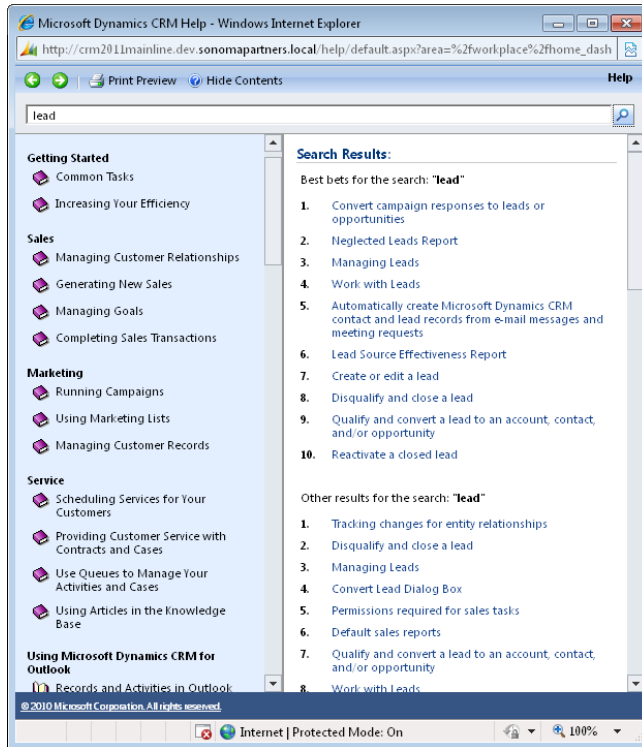 Microsoft Dynamics CRM Help - Windows Internet Explorer
http://crm2011mainline.dev.sonomapartners.local/help/default.aspx?area=%2fworkplace%2fhome_dash
Print Preview
Hide Contents
Help
lead
Getting Started
Common Tasks
Increasing Your Efficiency
Sales
Managing Customer Relationships
Generating New Sales
Managing Goals
Completing Sales Transactions
Marketing
Running Campaigns
Using Marketing Lists
Managing Customer Records
Service
Scheduling Services for Your
Customers
Providing Customer Service with
Contracts and Cases
Use Queues to Manage Your
Activities and Cases
Using Articles in the Knowledge
Base
Using Microsoft Dynamics CRM for
Outlook
Records and Activities in Outlook
Search Results:
Best bets for the search: "lead"
1. Convert campaign responses to leads or
opportunities
2. Neglected Leads Report
3. Managing Leads
4. Work with Leads
5. Automatically create Microsoft Dynamics CRM
contact and lead records from e-mail messages and
meeting requests
6. Lead Source Effectiveness Report
7. Create or edit a lead
8. Disqualify and close a lead
9. Qualify and convert a lead to an account, contact,
and/or opportunity
10. Reactivate a closed lead
Other results for the search: "lead"
1. Tracking changes for entity relationships
2. Disqualify and close a lead
3. Managing Leads
4. Convert Lead Dialog Box
5. Permissions required for sales tasks
6. Default sales reports
7. Qualify and convert a lead to an account, contact,
and/or opportunity
8. Work with Leads
© 2010 Microsoft Corporation. All rights reserved.
Internet | Protected Mode: On
100%